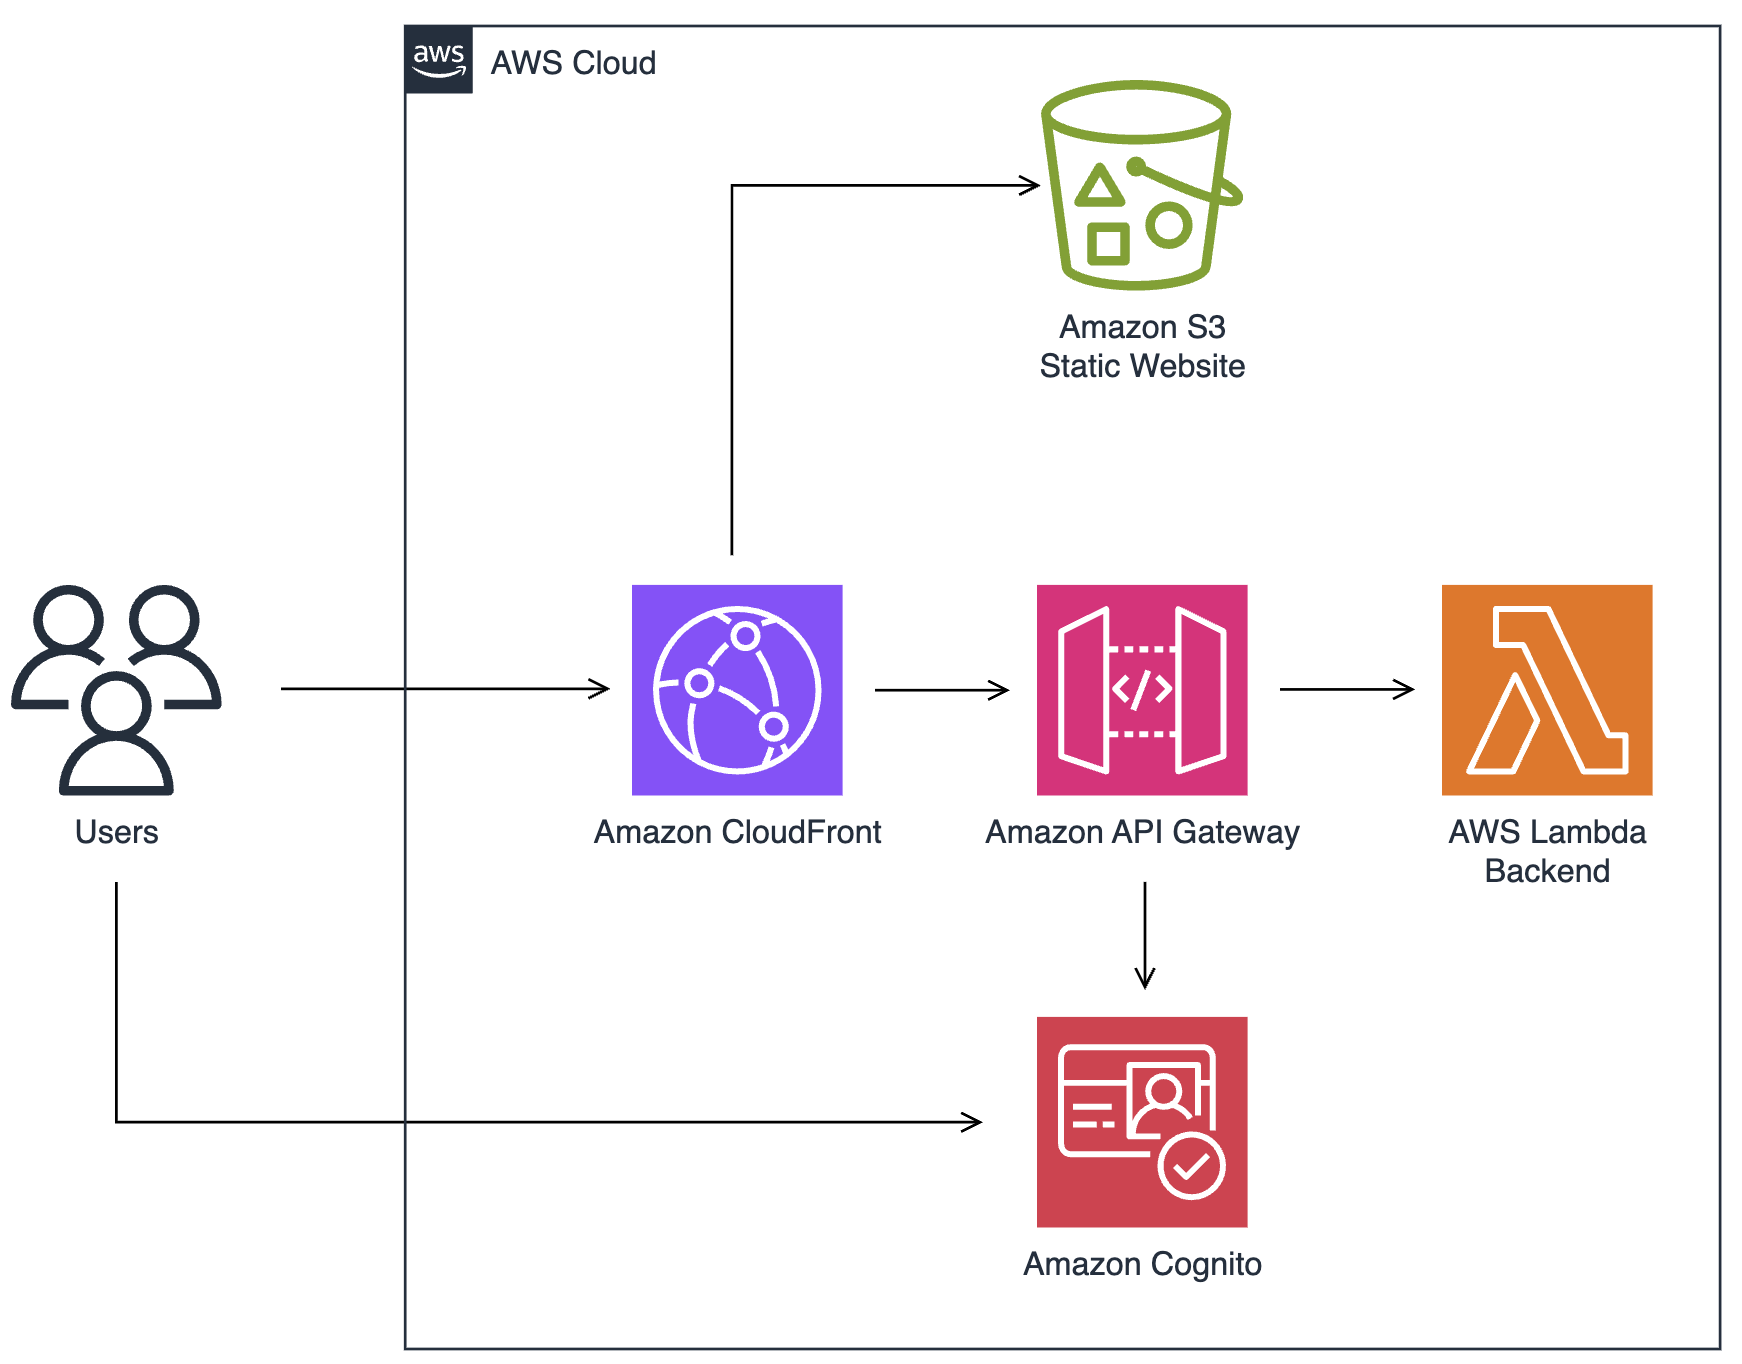 aws
AWS Cloud
Amazon S3
Static Website
Users
Amazon CloudFront
</>
Amazon API Gateway
AWS Lambda
Backend
Amazon Cognito